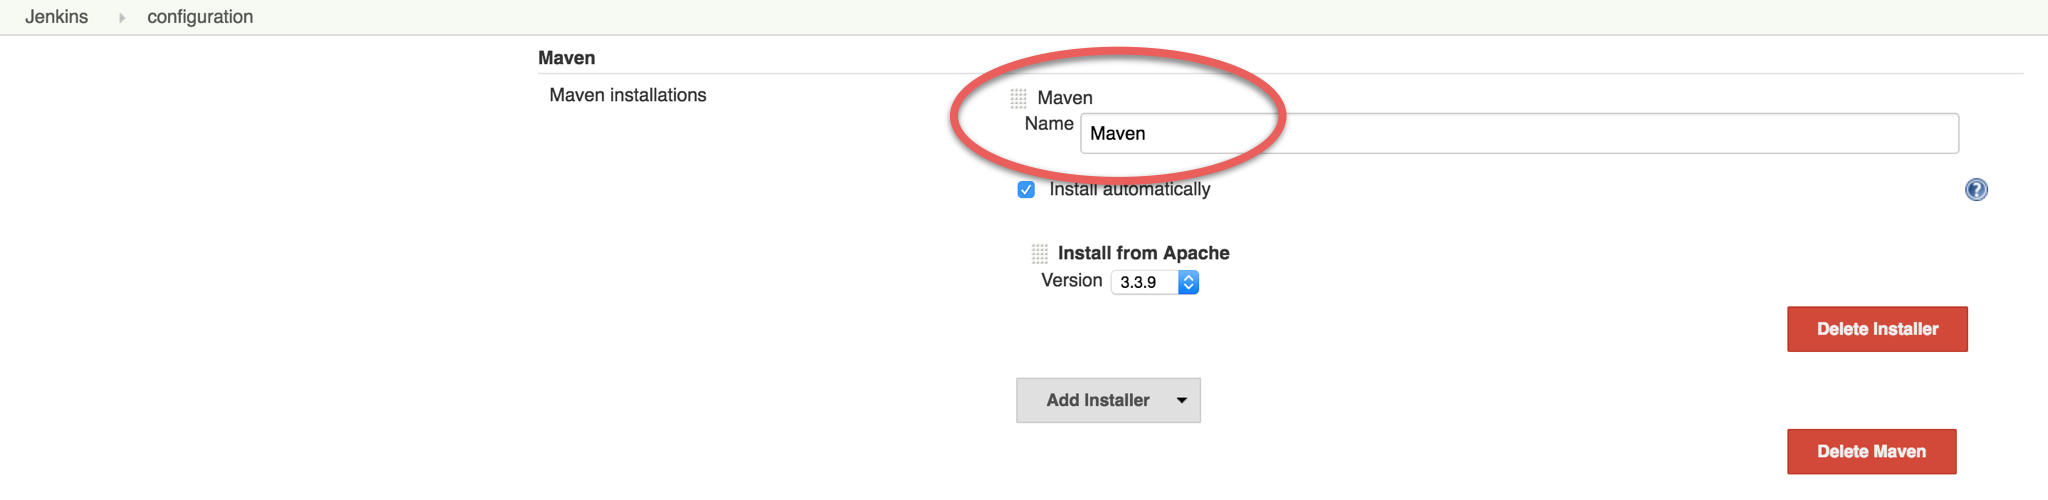 Jenkins configuration
Maven
Maven installations
Maven
Name Maven
Install automatically
?
Install from Apache
Version 3.3.9
Delete Installer
Add Installer
Delete Maven